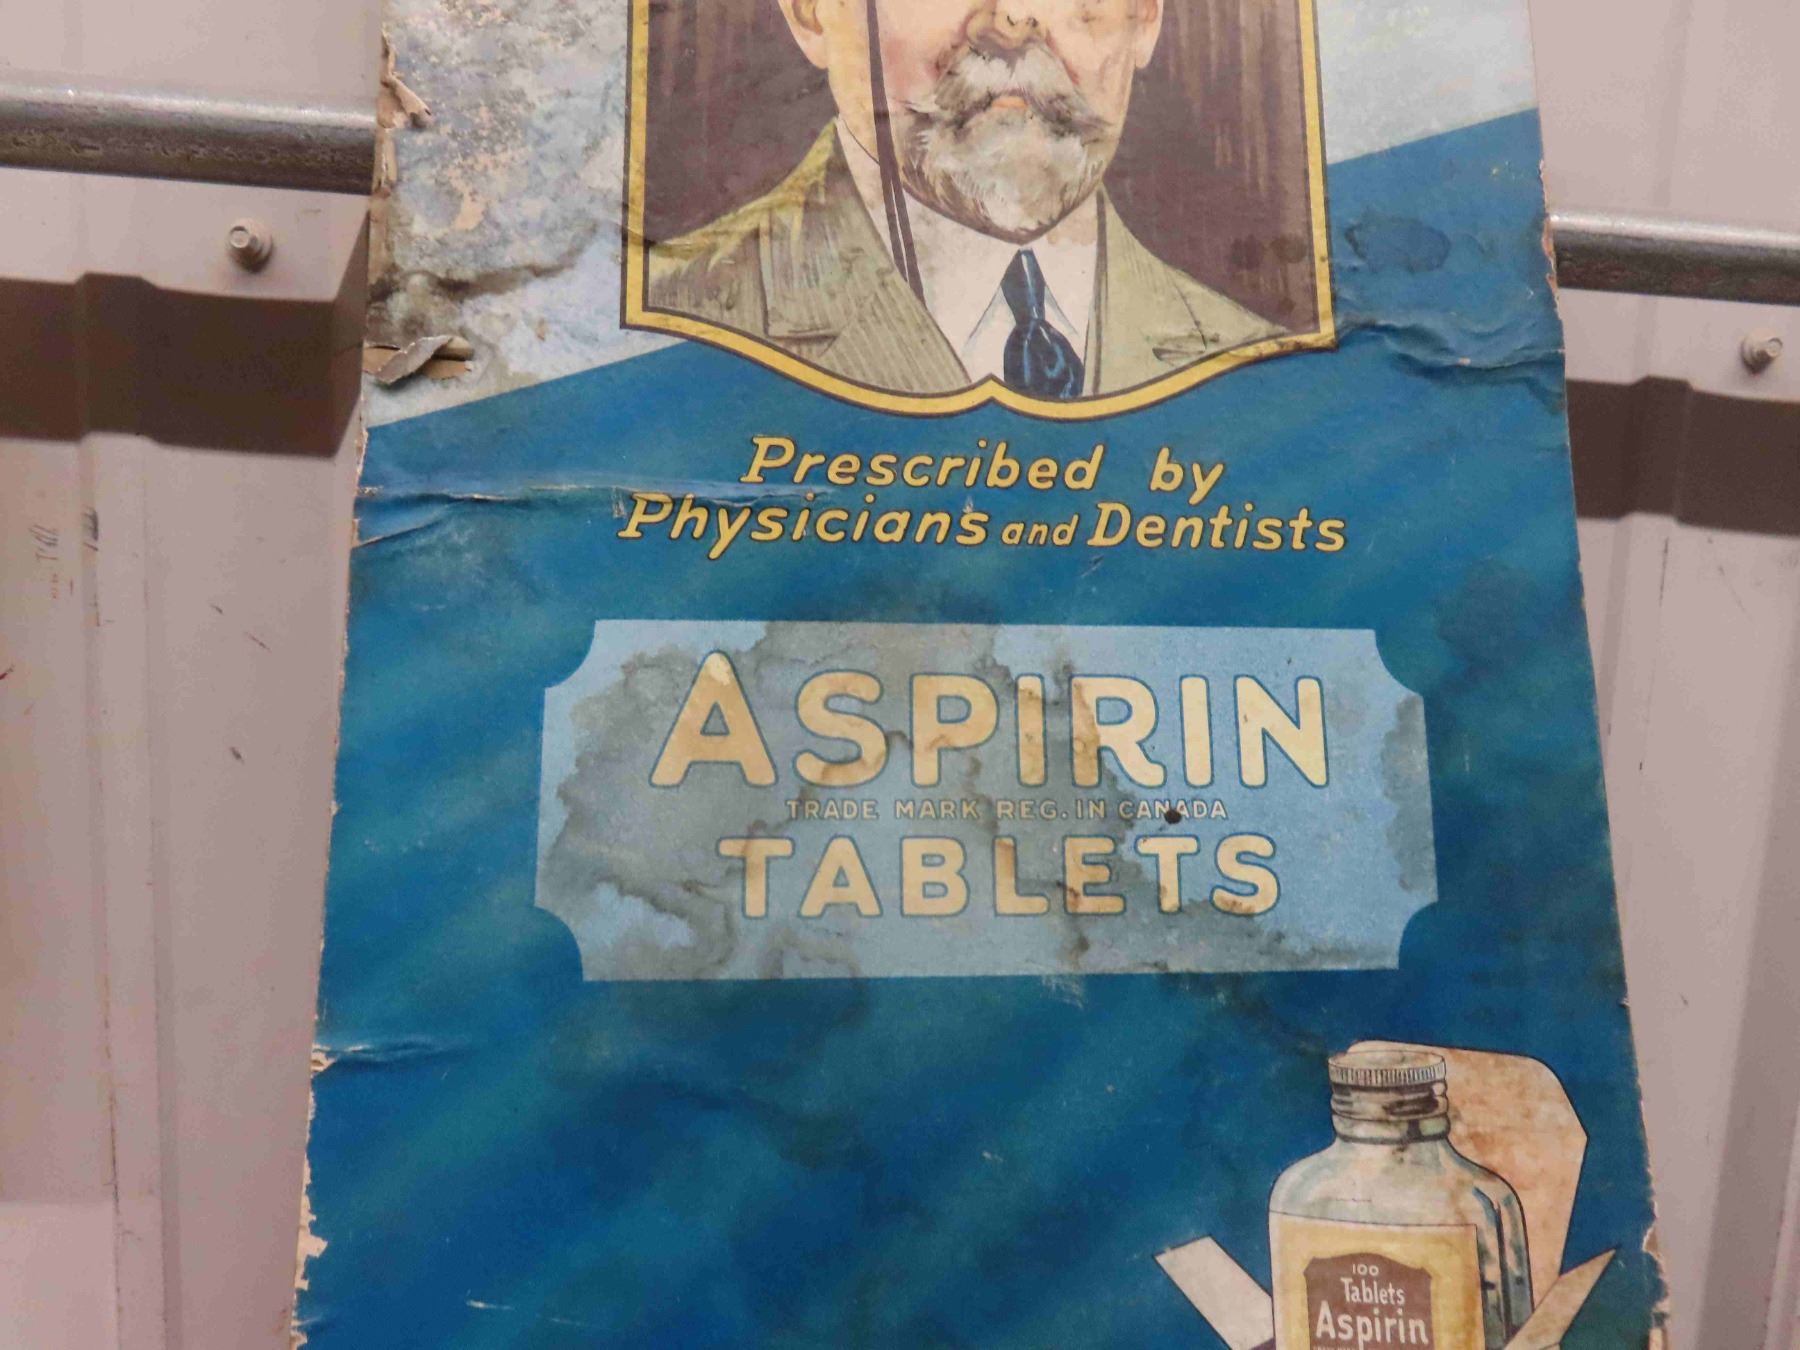 Prescribed by
Physicians and Dentists
ASPIRIN
TRADE MARK REG. IN CANADA
TABLETS
100
Tablets
Aspirin